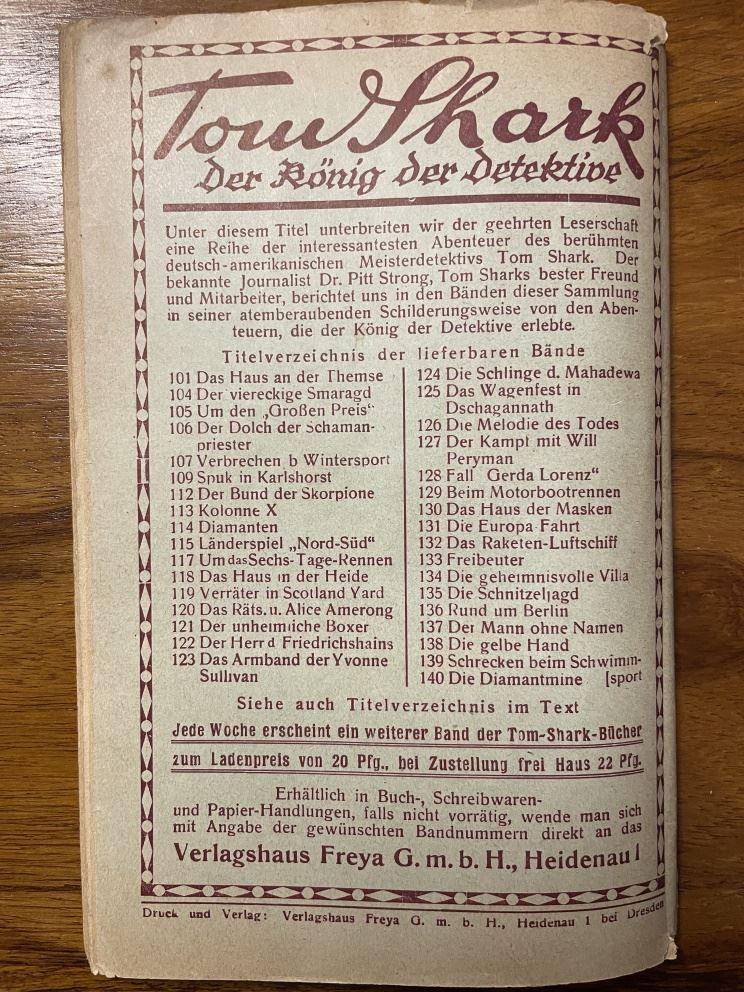 Tom Shark
Der König der Detektive
Unter diesem Titel unterbreiten wir der geehrten Leserschaft
eine Reihe der interessantesten Abenteuer des berühmten
deutsch-amerikanischen Meisterdetektivs Tom Shark. Der
bekannte Journalist Dr. Pitt Strong, Tom Sharks bester Freund
und Mitarbeiter, berichtet uns in den Bänden dieser Sammlung
in seiner atemberaubenden Schilderungsweise von den Aben-
teuern, die der König der Detektive erlebte.
Titelverzeichnis der lieferbaren Bände
101 Das Haus an der Themse
104 Der viereckige Smaragd
105 Um den „Großen Preis“
106 Der Dolch der Schaman-
priester
107 Verbrechen b Wintersport
109 Spuk in Karlshorst
112 Der Bund der Skorpione
113 Kolonne X
114 Diamanten
115 Länderspiel „Nord-Süd“
117 Um das Sechs-Tage-Rennen
118 Das Haus in der Heide
119 Verräter in Scotland Yard
120 Das Räts. u. Alice Amerong
121 Der unheimliche Boxer
122 Der Herr d Friedrichshains
123 Das Armband der Yvonne
Sullivan
124 Die Schlinge d. Mahadewa
125 Das Wagenfest in
Dschagannath
126 Die Melodie des Todes
127 Der Kampf mit Will
Peryman
128 Fall Gerda Lorenz“
129 Beim Motorbootrennen
130 Das Haus der Masken
131 Die Europa Fahrt
132 Das Raketen-Luftschiff
133 Freibeuter
134 Die geheimnisvolle Villa
135 Die Schnitzeljagd
136 Rund um Berlin
137 Der Mann ohne Namen
138 Die gelbe Hand
139 Schrecken beim Schwimm-
140 Die Diamantmine [sport
Siehe auch Titelverzeichnis im Text
Jede Woche erscheint ein weiterer Band der Tom-Shark-Bücher
zum Ladenpreis von 20 Pfg., bei Zustellung frei Haus 22 Pfg.
Erhältlich in Buch-, Schreibwaren-
und Papier-Handlungen, falls nicht vorrätig, wende man sich
mit Angabe der gewünschten Bandnummern direkt an das
Verlagshaus Freya G. m. b. H., Heidenau 1
Druck und Verlag: Verlagshaus Freya G. m. b. H., Heidenau 1 bei Dresden